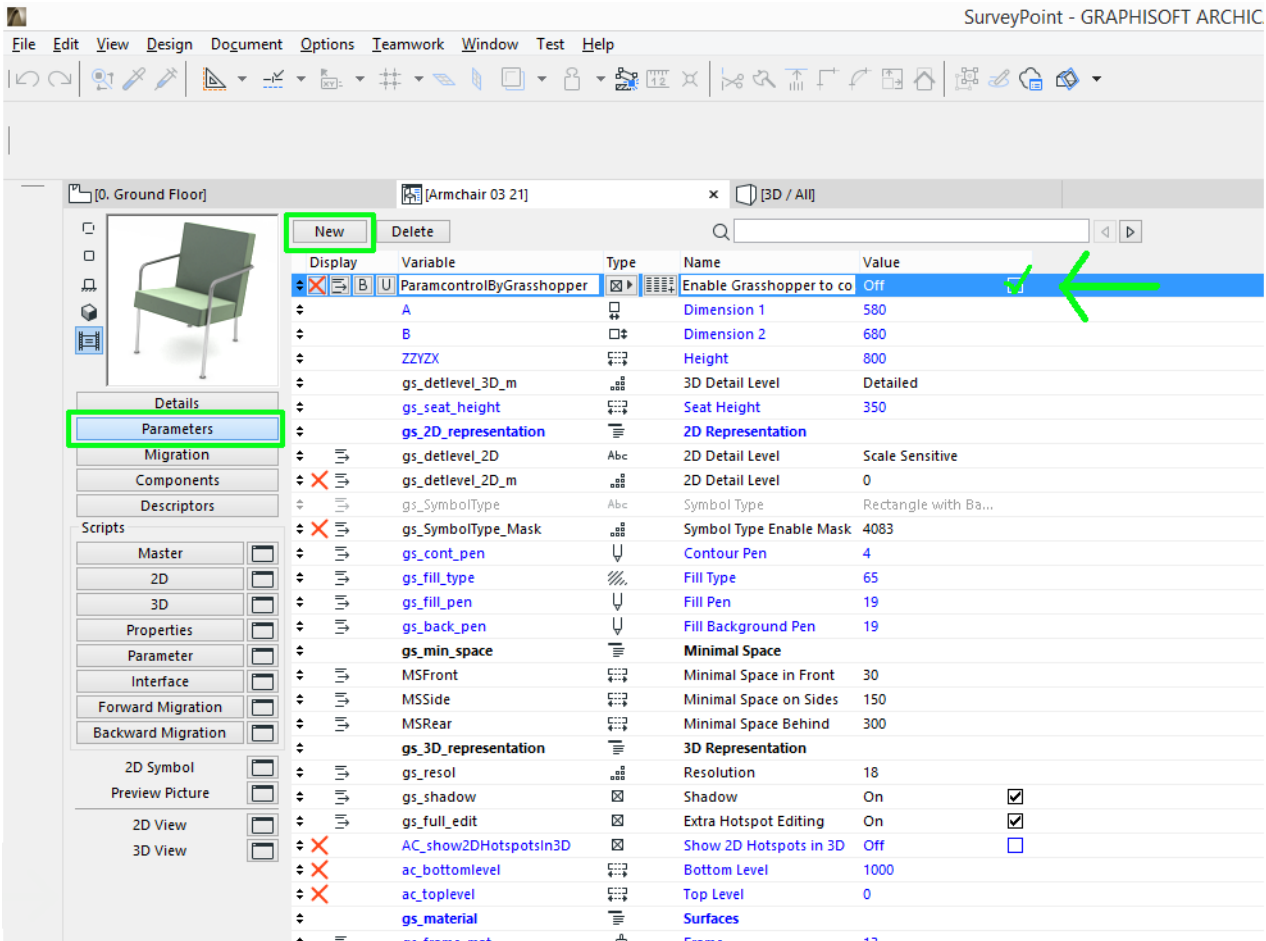 SurveyPoint - GRAPHISOFT ARCHIC
File Edit View Design Document Options Teamwork Window Test Help
[0. Ground Floor] [Armchair 03 21] [3D / All]
New Delete
Display Variable Type Name Value
B U ParamcontrolByGrasshopper Enable Grasshopper to co Off
A Dimension 1 580
B Dimension 2 680
ZZYZX Height 800
gs_detlevel_3D_m 3D Detail Level Detailed
gs_seat_height Seat Height 350
gs_2D_representation 2D Representation
gs_detlevel_2D Abc 2D Detail Level Scale Sensitive
gs_detlevel_2D_m 2D Detail Level 0
gs_SymbolType Abc Symbol Type Rectangle with Ba...
gs_SymbolType_Mask Symbol Type Enable Mask 4083
gs_cont_pen Contour Pen 4
gs_fill_type Fill Type 65
gs_fill_pen Fill Pen 19
gs_back_pen Fill Background Pen 19
gs_min_space Minimal Space
MSFront Minimal Space in Front 30
MSSide Minimal Space on Sides 150
MSRear Minimal Space Behind 300
gs_3D_representation 3D Representation
gs_resol Resolution 18
gs_shadow Shadow On
gs_full_edit Extra Hotspot Editing On
AC_show2DHotspotsIn3D Show 2D Hotspots in 3D Off
ac_bottomlevel Bottom Level 1000
ac_toplevel Top Level 0
gs_material Surfaces
Details
Parameters
Migration
Components
Descriptors
Scripts
Master
2D
3D
Properties
Parameter
Interface
Forward Migration
Backward Migration
2D Symbol
Preview Picture
2D View
3D View